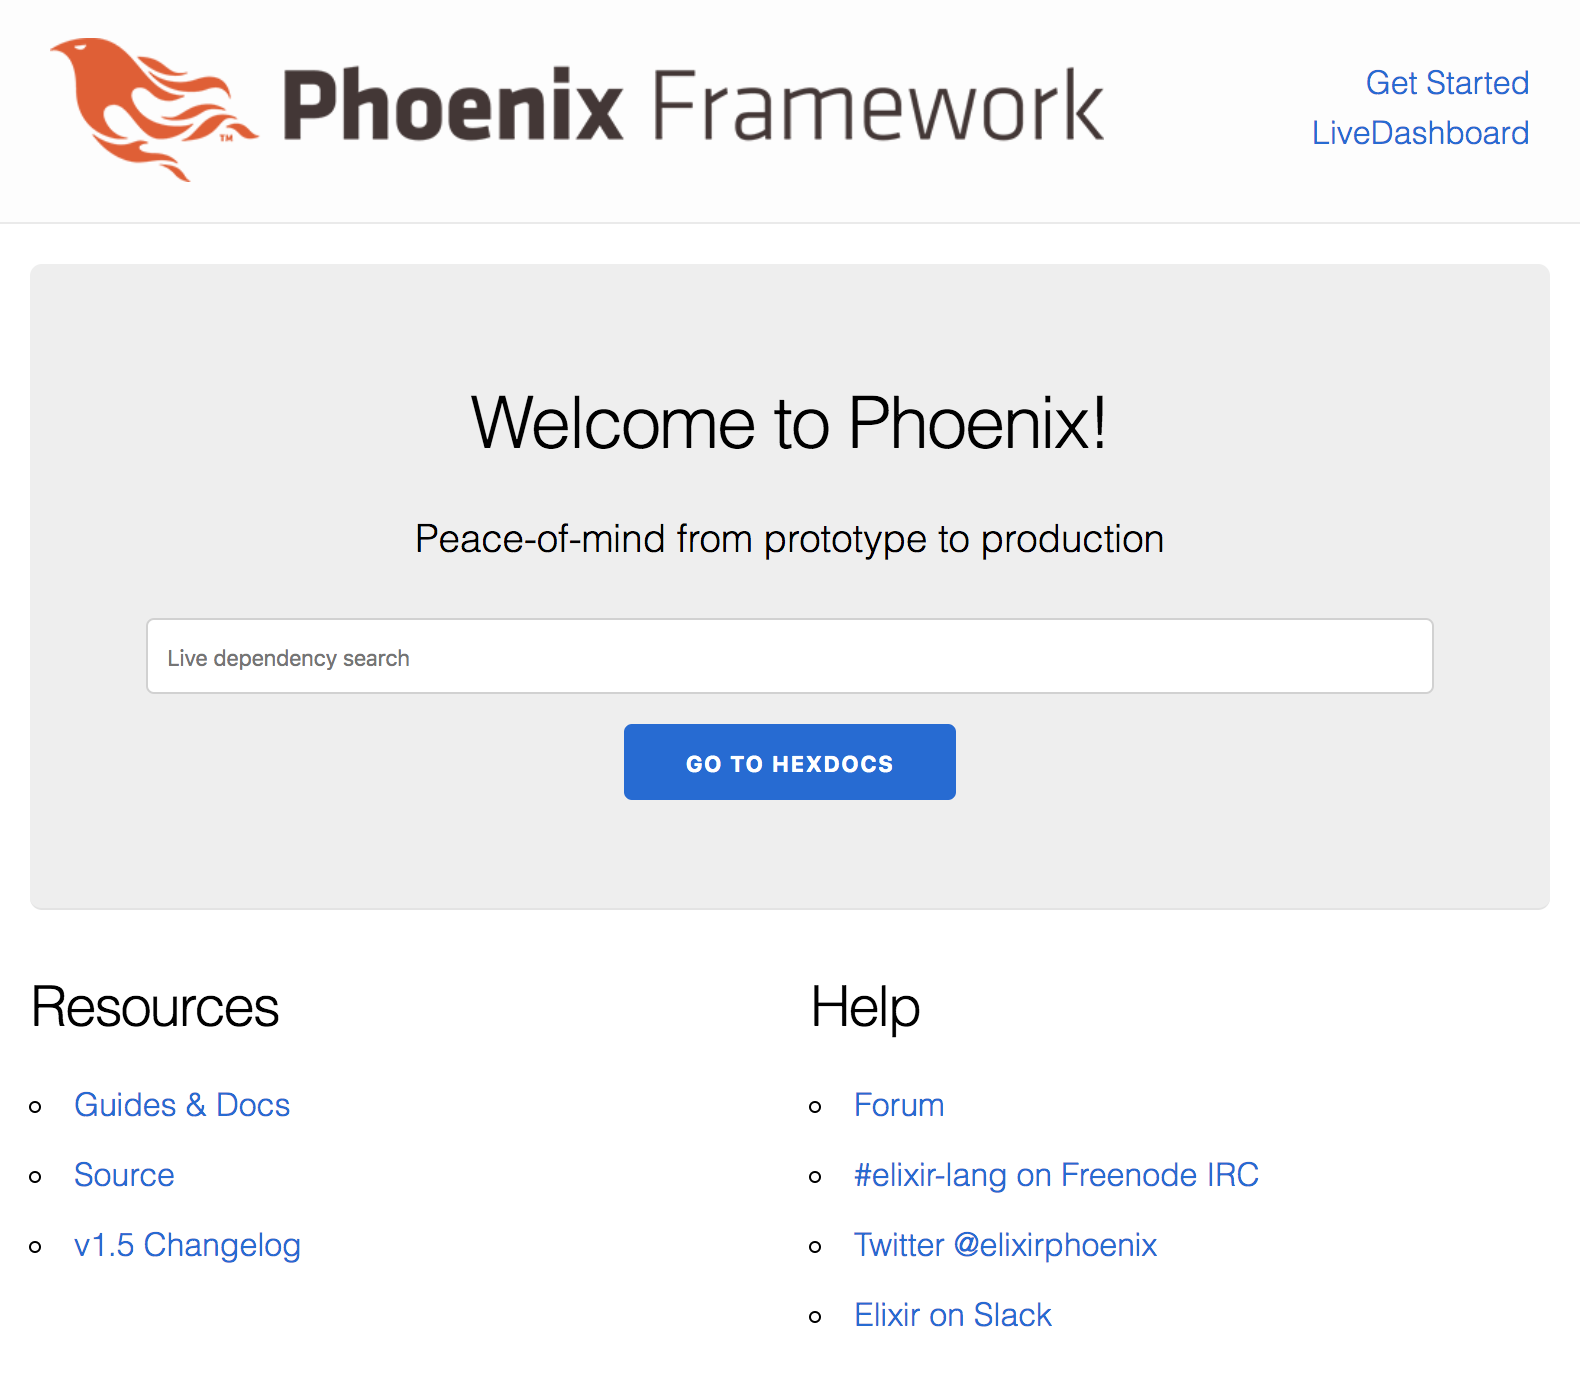 Phoenix Framework
TM
Get Started
LiveDashboard
Welcome to Phoenix!
Peace-of-mind from prototype to production
Live dependency search
GO TO HEXDOCS
Resources
Guides & Docs
Source
v1.5 Changelog
Help
Forum
#elixir-lang on Freenode IRC
Twitter @elixirphoenix
Elixir on Slack